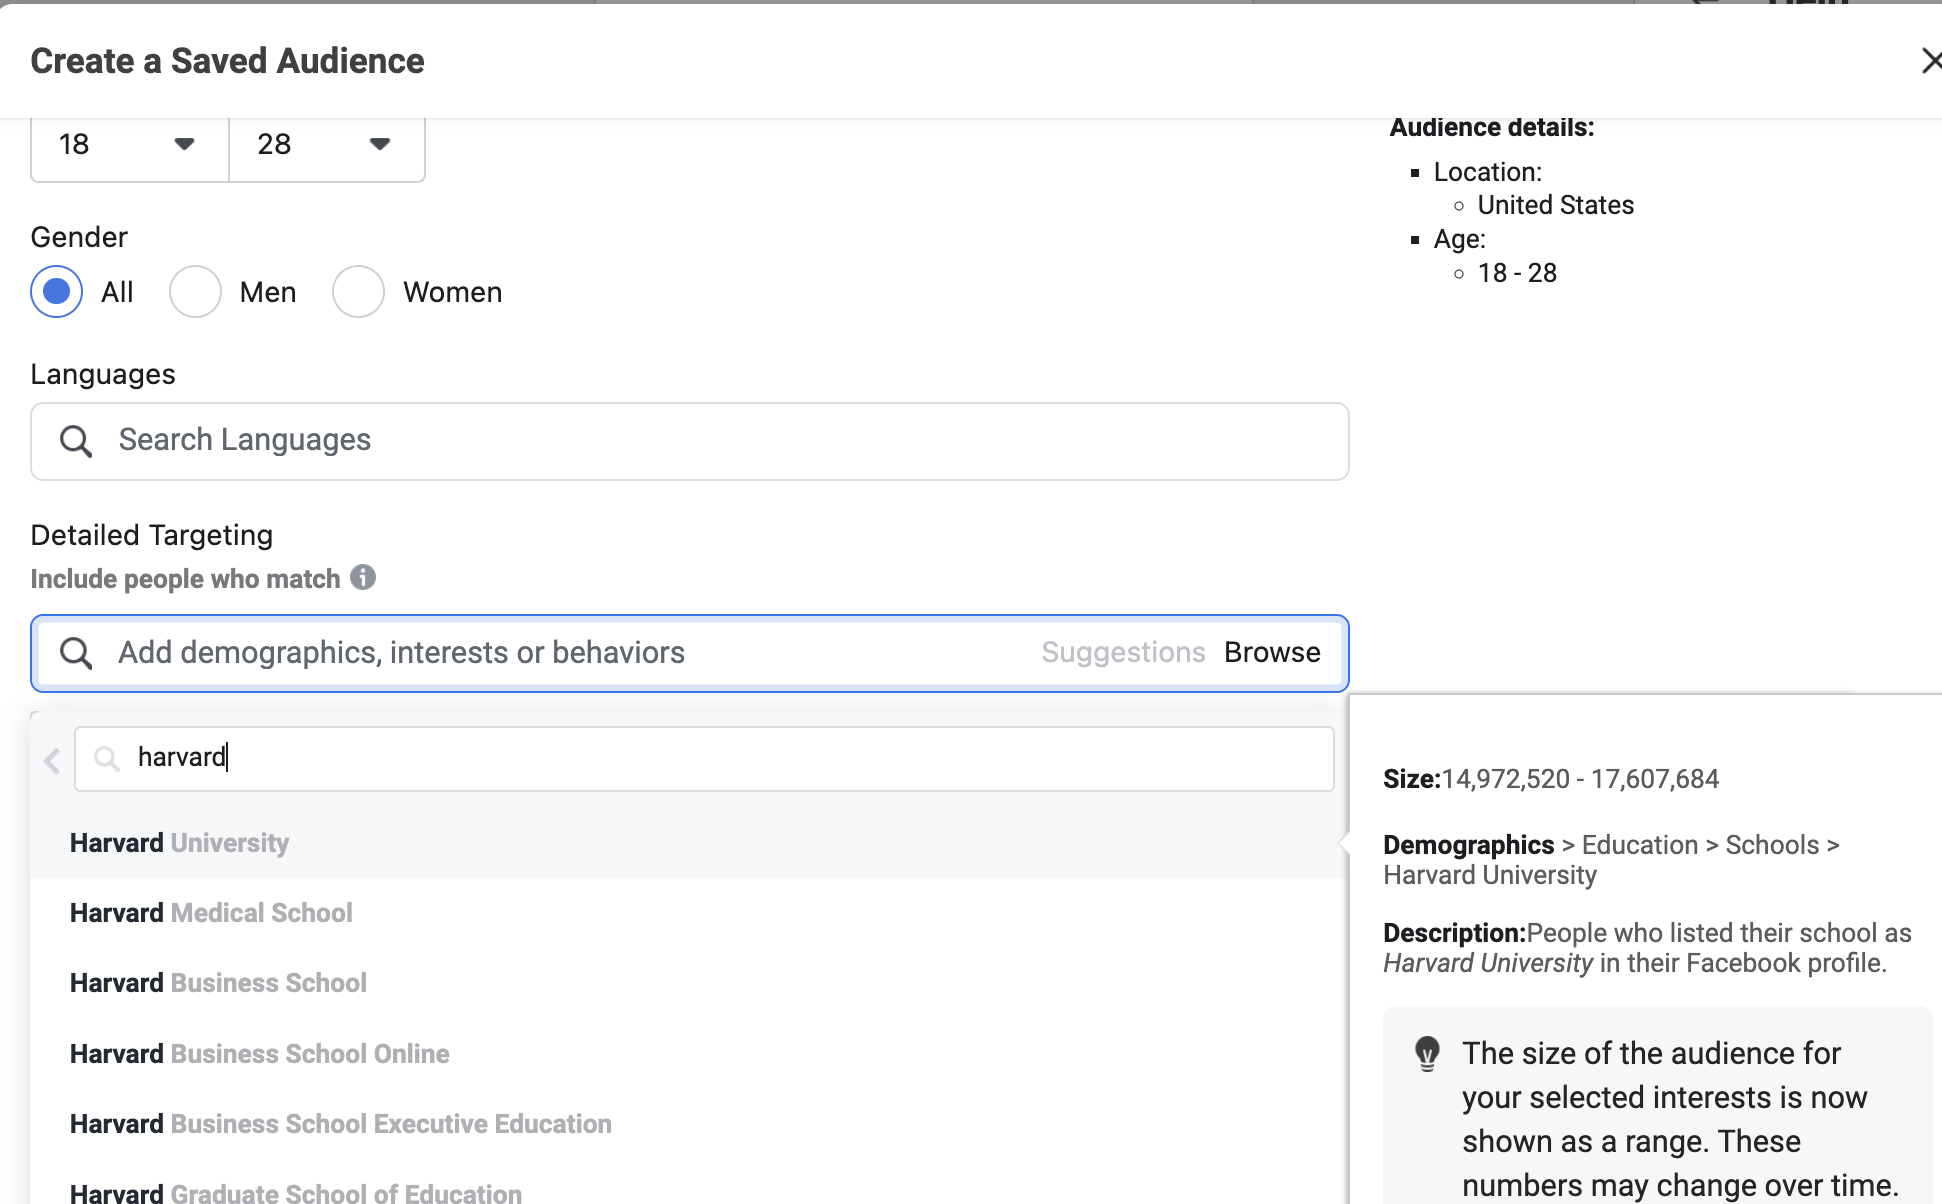 Create a Saved Audience
18 28
Gender
All Men Women
Languages
Search Languages
Detailed Targeting
Include people who match
Add demographics, interests or behaviors Suggestions Browse
harvard
Harvard University
Harvard Medical School
Harvard Business School
Harvard Business School Online
Harvard Business School Executive Education
Harvard Graduate School of Education
Audience details:
Location:
United States
Age:
18 - 28
Size:14,972,520 - 17,607,684
Demographics > Education > Schools >
Harvard University
Description:People who listed their school as
Harvard University in their Facebook profile.
The size of the audience for
your selected interests is now
shown as a range. These
numbers may change over time.